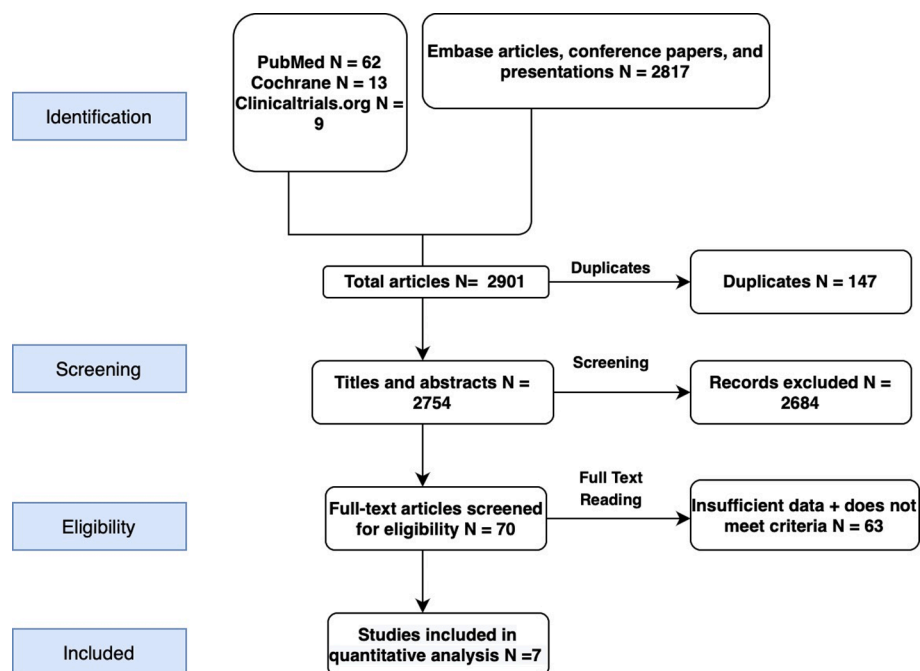 Identification
PubMed N = 62
Cochrane N = 13
Clinicaltrials.org N =
9
Embase articles, conference papers, and
presentations N = 2817
Total articles N=  2901
Duplicates
Duplicates N = 147
Screening
Titles and abstracts N =
2754
Screening
Records excluded N =
2684
Eligibility
Full-text articles screened
for eligibility N = 70
Full Text
Reading
Insufficient data + does not
meet criteria N = 63
Included
Studies included in
quantitative analysis N =7